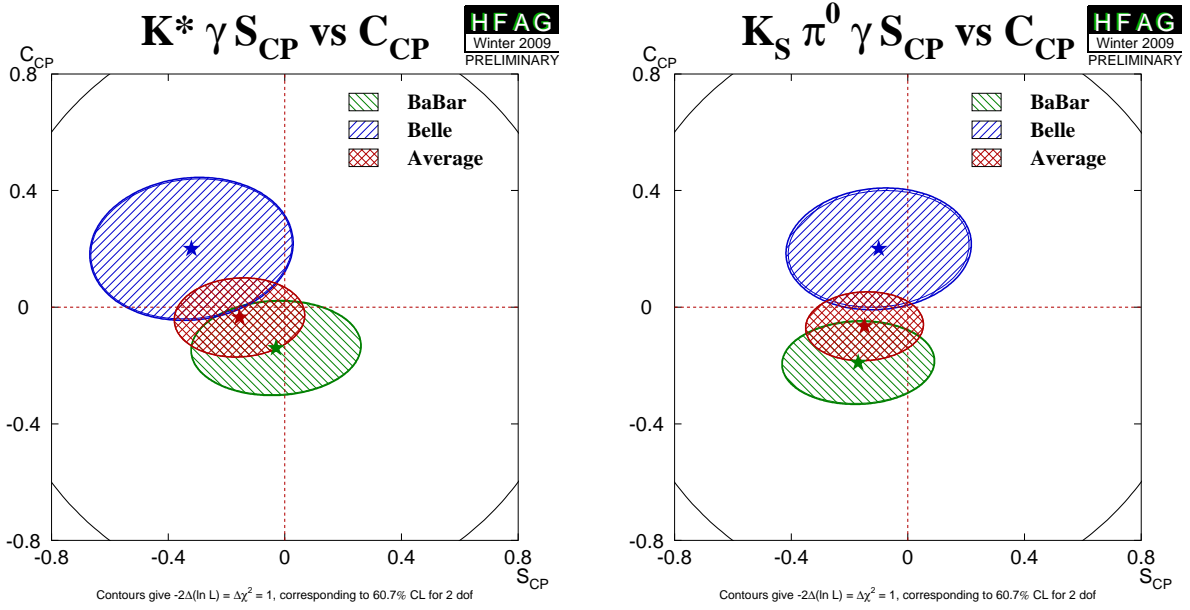 K* γ S_CP vs C_CP
HFAG
Winter 2009
PRELIMINARY
C_CP
0.8
0.4
0
-0.4
-0.8
-0.8 -0.4 0 0.4 0.8
S_CP
BaBar
Belle
Average
Contours give -2Δ(ln L) = Δχ² = 1, corresponding to 60.7% CL for 2 dof
K_S π⁰ γ S_CP vs C_CP
HFAG
Winter 2009
PRELIMINARY
C_CP
0.8
0.4
0
-0.4
-0.8
-0.8 -0.4 0 0.4 0.8
S_CP
BaBar
Belle
Average
Contours give -2Δ(ln L) = Δχ² = 1, corresponding to 60.7% CL for 2 dof